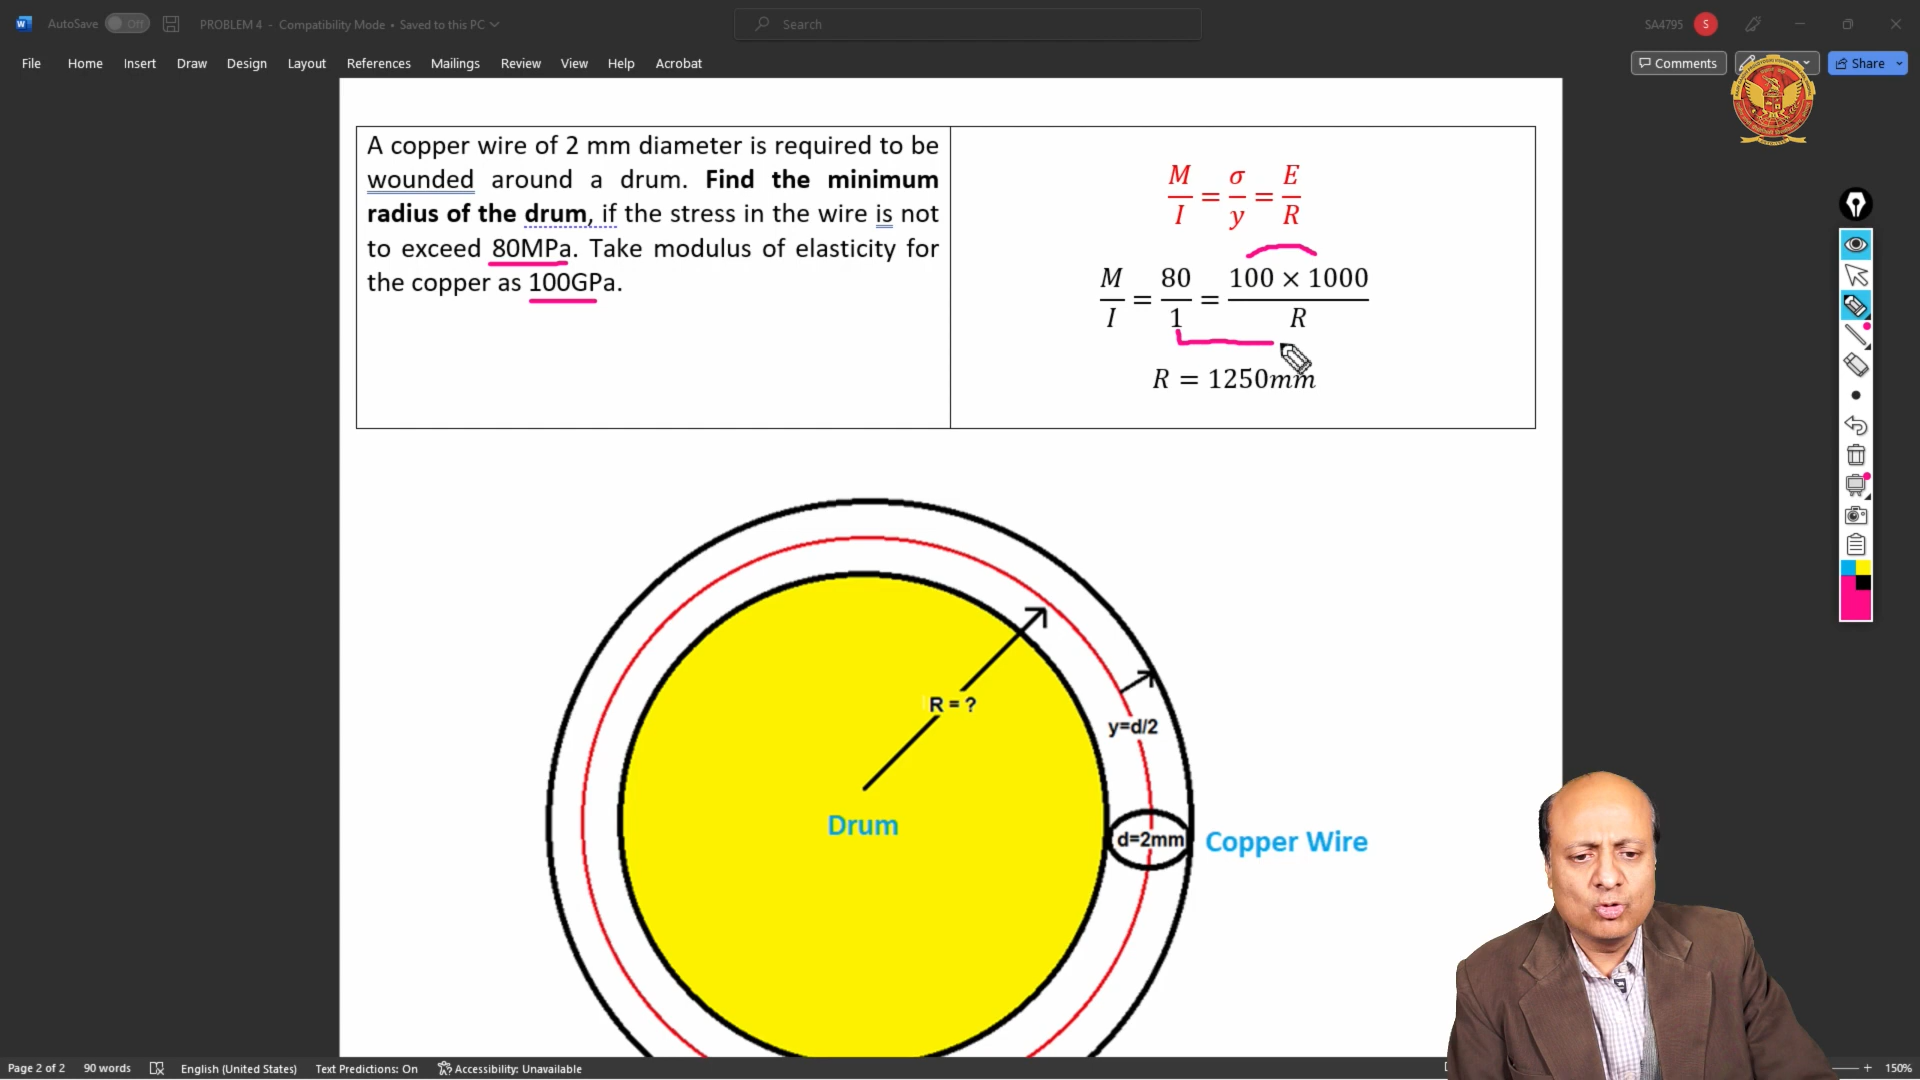 AutoSave Off PROBLEM 4 - Compatibility Mode • Saved to this PC Search SA4795 S
File Home Insert Draw Design Layout References Mailings Review View Help Acrobat Comments Share
A copper wire of 2 mm diameter is required to be
wounded around a drum. Find the minimum
radius of the drum, if the stress in the wire is not
to exceed 80MPa. Take modulus of elasticity for
the copper as 100GPa.
M/I = σ/y = E/R
M/I = 80/1 = 100 × 1000/R
R = 1250mm
R = ?
y=d/2
Drum
d=2mm
Copper Wire
Page 2 of 2 90 words English (United States) Text Predictions: On Accessibility: Unavailable 150%